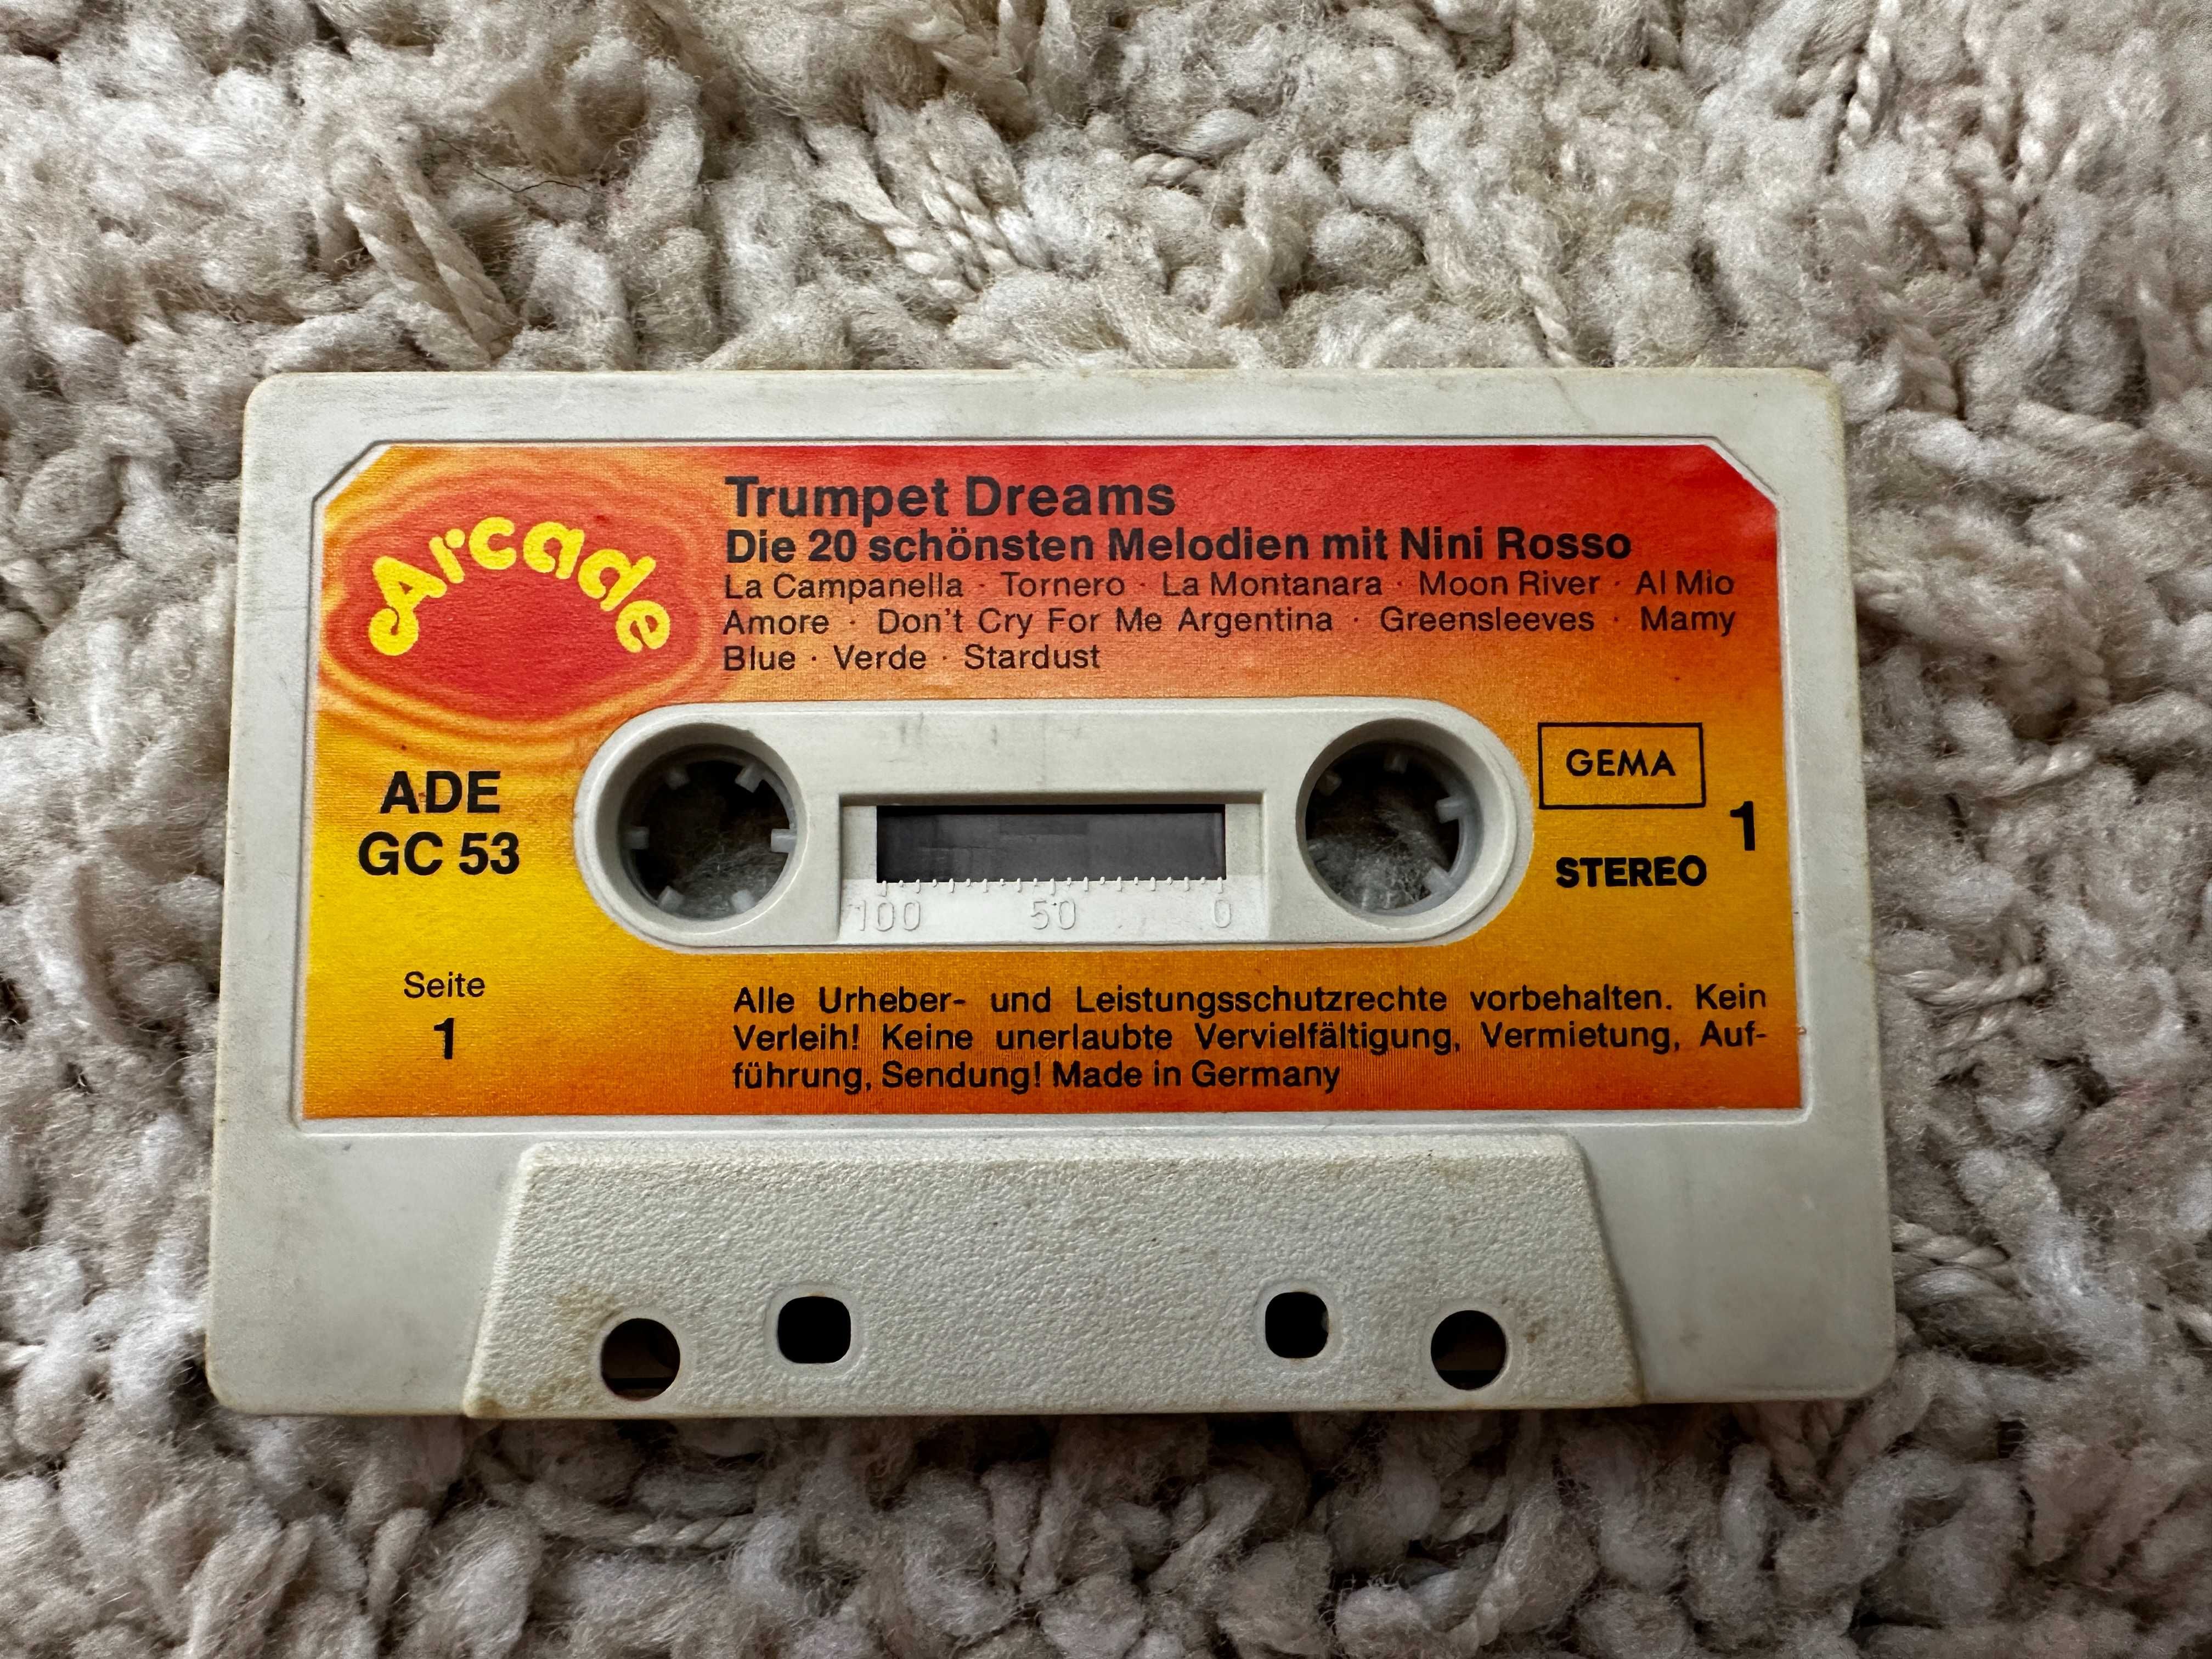 Arcade
Trumpet Dreams
Die 20 schönsten Melodien mit Nini Rosso
La Campanella · Tornero · La Montanara · Moon River · Al Mio
Amore · Don't Cry For Me Argentina · Greensleeves · Mamy
Blue · Verde · Stardust
ADE
GC 53
GEMA
1
STEREO
100 50 0
Seite
1
Alle Urheber- und Leistungsschutzrechte vorbehalten. Kein
Verleih! Keine unerlaubte Vervielfältigung, Vermietung, Auf-
führung, Sendung! Made in Germany